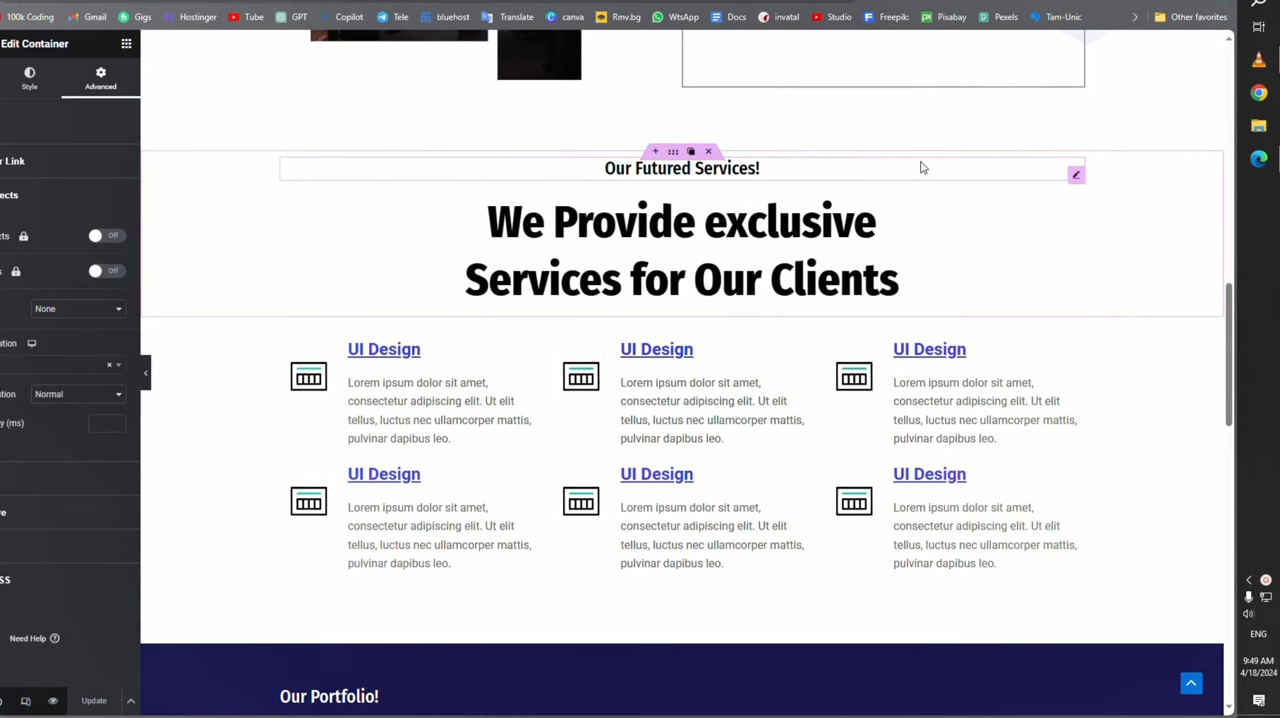 100k Coding Gmail Gigs Hostinger Tube GPT Copilot Tele bluehost Translate canva Rmv.bg WtsApp Docs invatal Studio Freepik: Pixabay Pexels Tam-Unic Other favorites
Edit Container
Style Advanced
r Link
ects
cts Off
s Off
None
ation
ation Normal
y (ms)
ve
SS
Need Help
Update
Our Futured Services!
We Provide exclusive
Services for Our Clients
UI Design UI Design UI Design
Lorem ipsum dolor sit amet, Lorem ipsum dolor sit amet, Lorem ipsum dolor sit amet,
consectetur adipiscing elit. Ut elit consectetur adipiscing elit. Ut elit consectetur adipiscing elit. Ut elit
tellus, luctus nec ullamcorper mattis, tellus, luctus nec ullamcorper mattis, tellus, luctus nec ullamcorper mattis,
pulvinar dapibus leo. pulvinar dapibus leo. pulvinar dapibus leo.
UI Design UI Design UI Design
Lorem ipsum dolor sit amet, Lorem ipsum dolor sit amet, Lorem ipsum dolor sit amet,
consectetur adipiscing elit. Ut elit consectetur adipiscing elit. Ut elit consectetur adipiscing elit. Ut elit
tellus, luctus nec ullamcorper mattis, tellus, luctus nec ullamcorper mattis, tellus, luctus nec ullamcorper mattis,
pulvinar dapibus leo. pulvinar dapibus leo. pulvinar dapibus leo.
Our Portfolio!
ENG
9:49 AM
4/18/2024